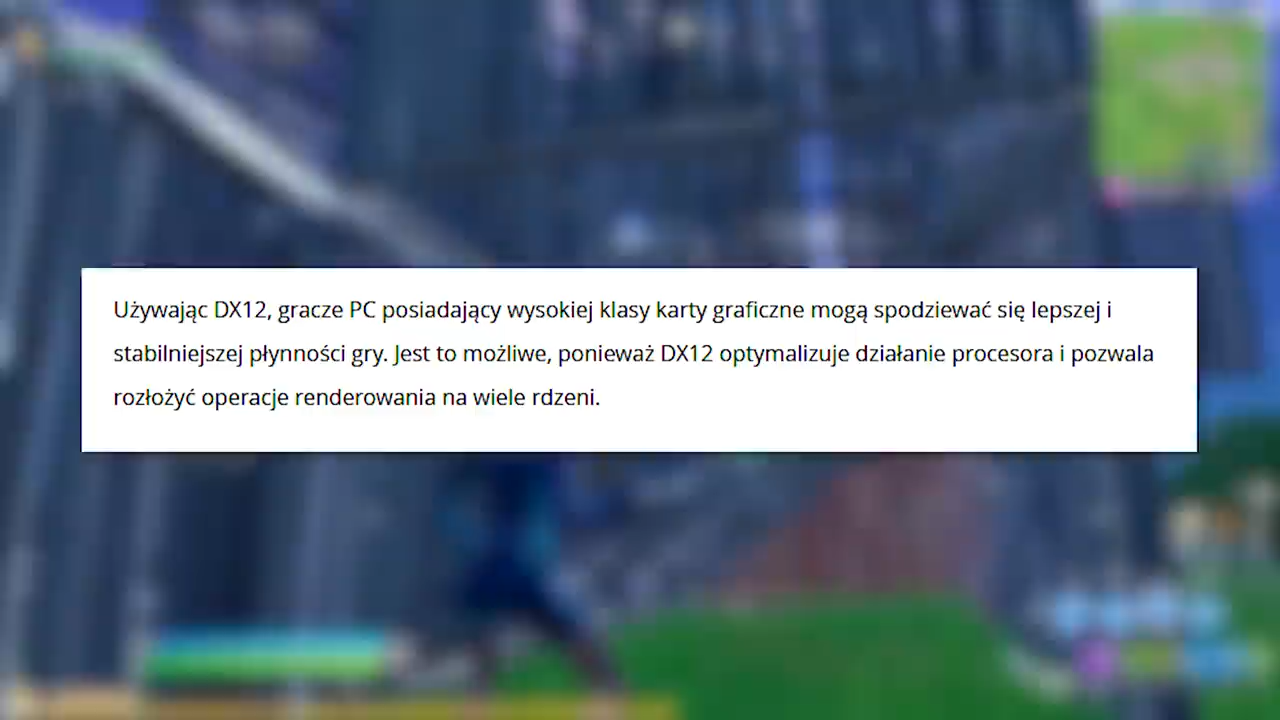 Używając DX12, gracze PC posiadający wysokiej klasy karty graficzne mogą spodziewać się lepszej i
stabilniejszej płynności gry. Jest to możliwe, ponieważ DX12 optymalizuje działanie procesora i pozwala
rozłożyć operacje renderowania na wiele rdzeni.